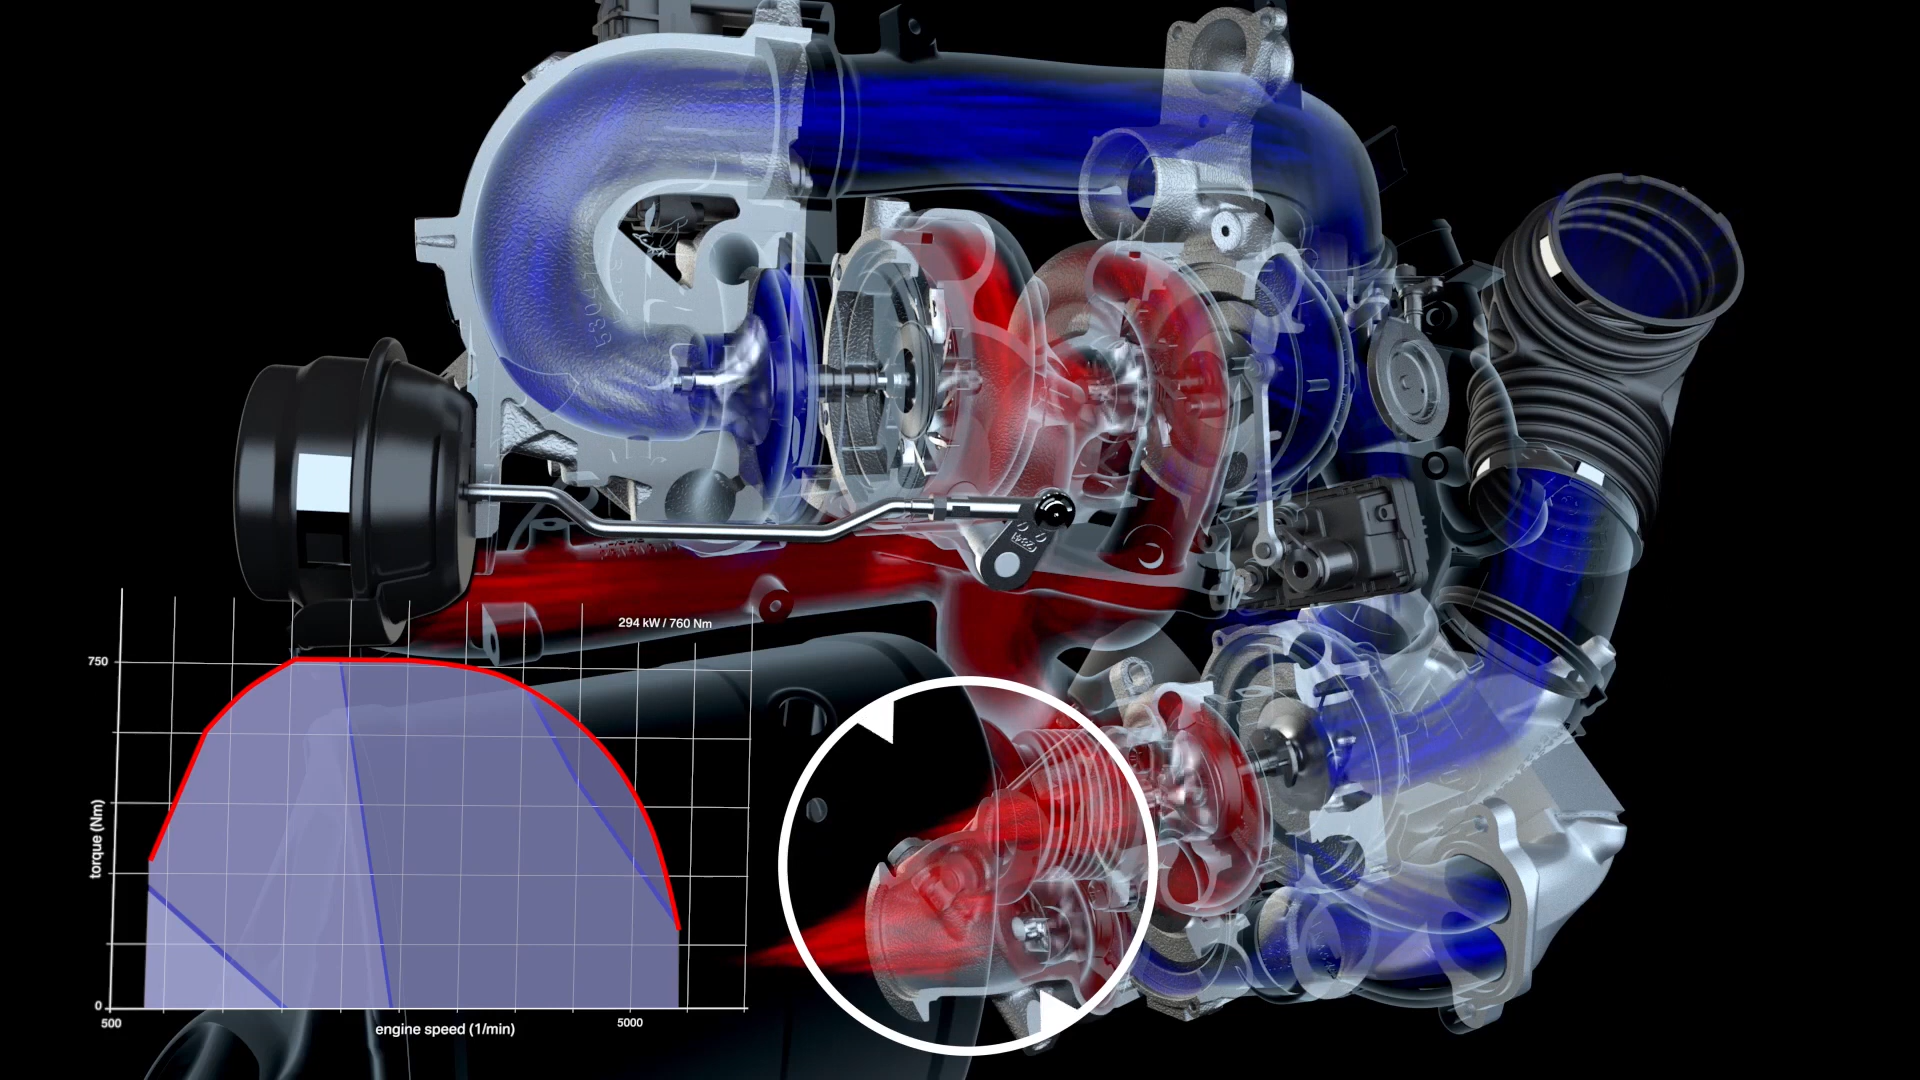 294 kW / 760 Nm
750
torque (Nm)
0
500
5000
engine speed (1/min)